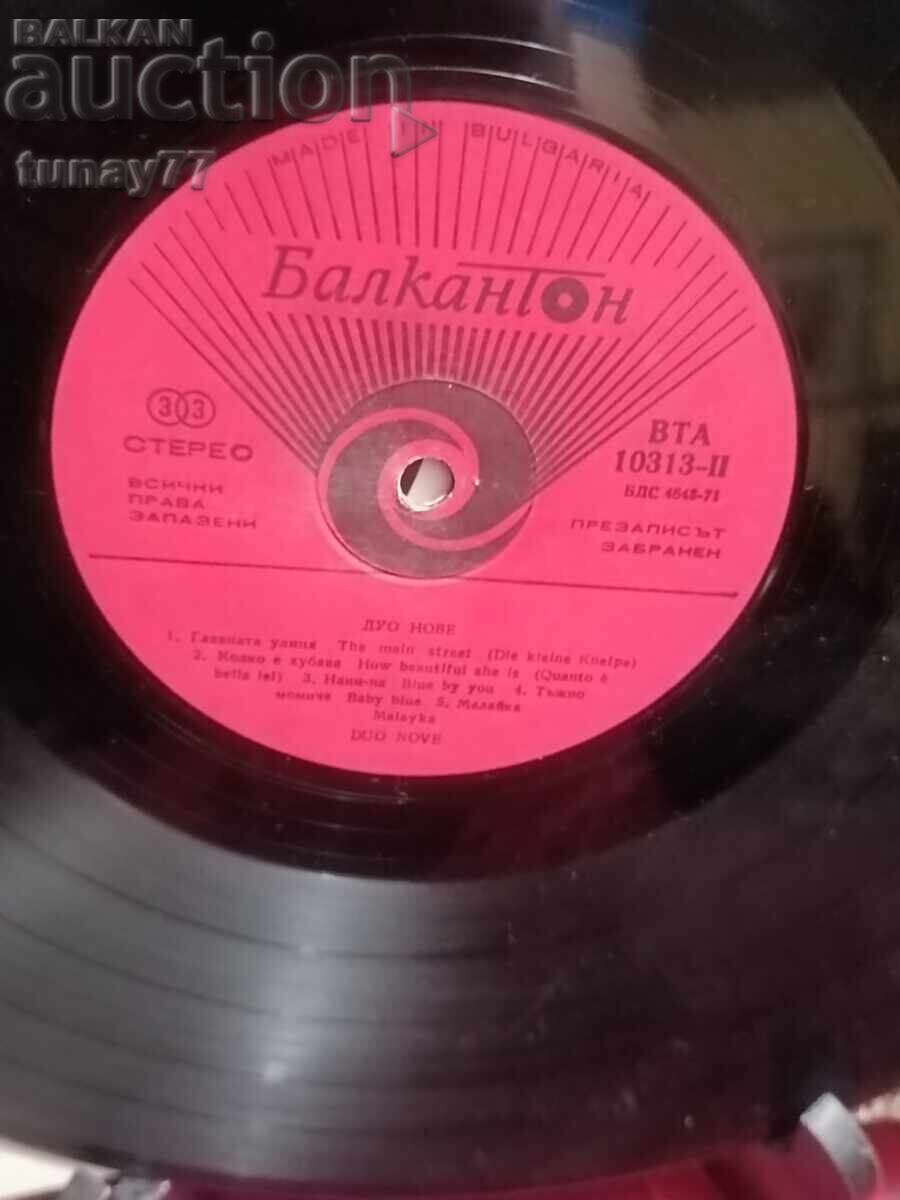 BALKAN
auction
tunay77
MADE IN BULGARIA
Балкантон
33
СТЕРЕО
ВСИЧКИ
ПРАВА
ЗАПАЗЕНИ
ВТА
10313-II
БДС 4648-71
ПРЕЗАПИСЪТ
ЗАБРАНЕН
ДУО НОВЕ
1. Главната улица The main street (Die kleine Kneipe)
2. Колко е хубава How beautiful she is (Quanto è
bella lei) 3. Нани-на Blue by you 4. Тъжно
момиче Baby blue 5. Малайка
Malayka
DUO NOVE